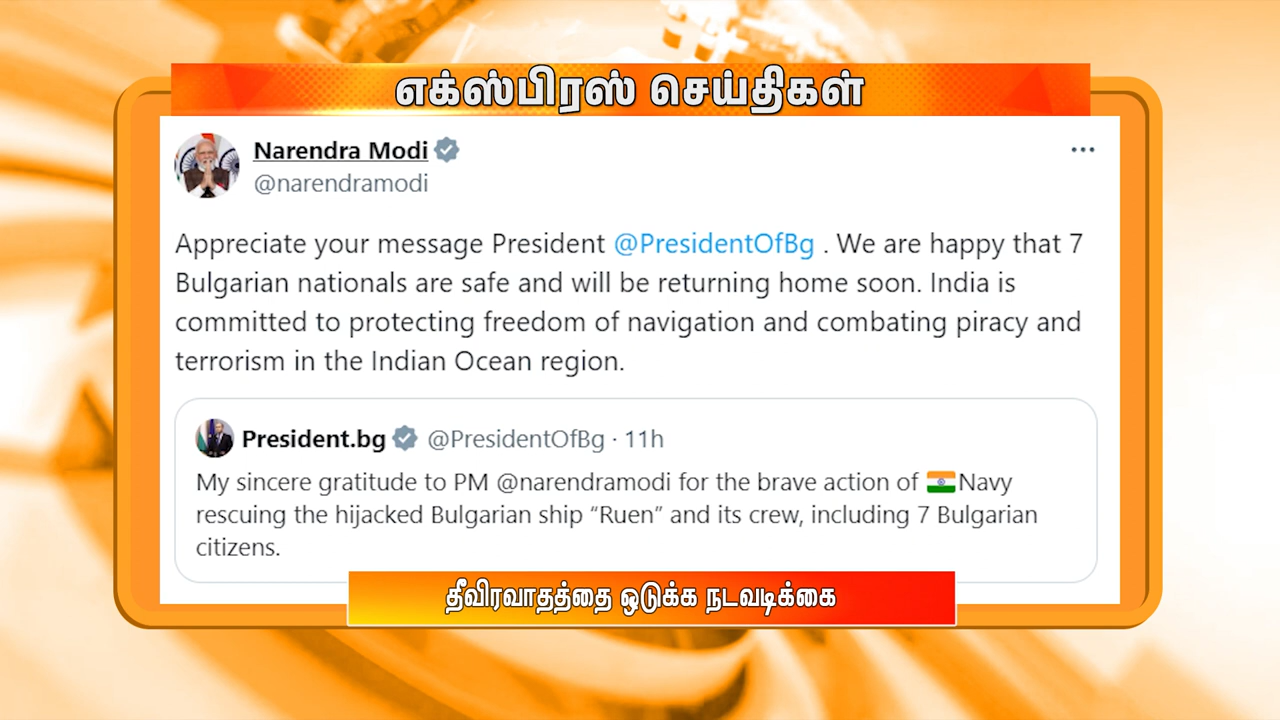 எக்ஸ்பிரஸ் செய்திகள்
Narendra Modi
@narendramodi
Appreciate your message President @PresidentOfBg . We are happy that 7
Bulgarian nationals are safe and will be returning home soon. India is
committed to protecting freedom of navigation and combating piracy and
terrorism in the Indian Ocean region.
President.bg @PresidentOfBg · 11h
My sincere gratitude to PM @narendramodi for the brave action of 🇮🇳Navy
rescuing the hijacked Bulgarian ship “Ruen” and its crew, including 7 Bulgarian
citizens.
தீவிரவாதத்தை ஒடுக்க நடவடிக்கை